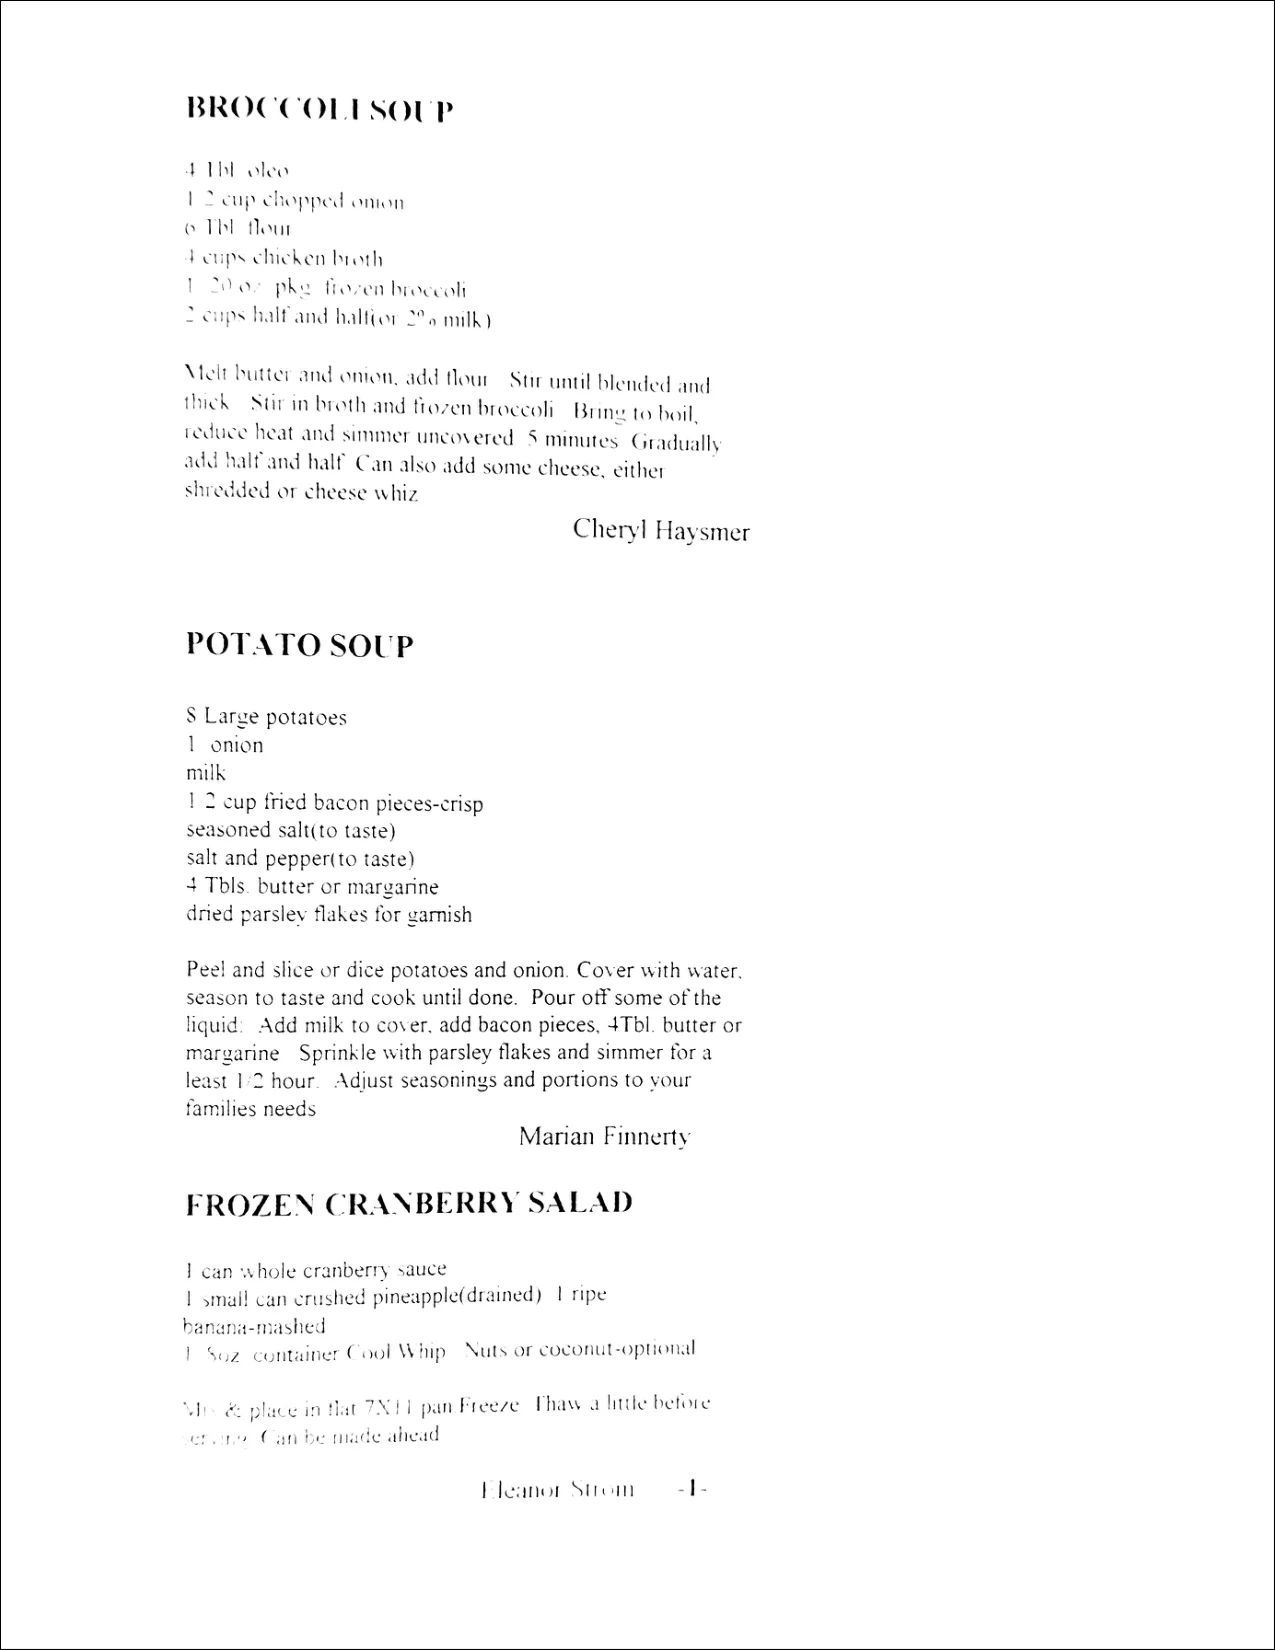 BROCCOLI SOUP
4 Tbl. oleo
1/2 cup chopped onion
6 Tbl. flour
4 cups chicken broth
1 20 oz. pkg. frozen broccoli
2 cups half and half(or 2% milk)
Melt butter and onion, add flour. Stir until blended and
thick. Stir in broth and frozen broccoli. Bring to boil,
reduce heat and simmer uncovered 5 minutes. Gradually
add half and half. Can also add some cheese, either
shredded or cheese whiz
Cheryl Haysmer
POTATO SOUP
8 Large potatoes
1 onion
milk
1/2 cup fried bacon pieces-crisp
seasoned salt(to taste)
salt and pepper(to taste)
4 Tbls. butter or margarine
dried parsley flakes for garnish
Peel and slice or dice potatoes and onion. Cover with water,
season to taste and cook until done. Pour off some of the
liquid. Add milk to cover, add bacon pieces, 4Tbl. butter or
margarine. Sprinkle with parsley flakes and simmer for a
least 1/2 hour. Adjust seasonings and portions to your
families needs
Marian Finnerty
FROZEN CRANBERRY SALAD
1 can whole cranberry sauce
1 small can crushed pineapple(drained) 1 ripe
banana-mashed
1 8oz. container Cool Whip Nuts or coconut-optional
Mix & place in flat 7X11 pan.Freeze. Thaw a little before
serving. Can be made ahead
Eleanor Strom -1-